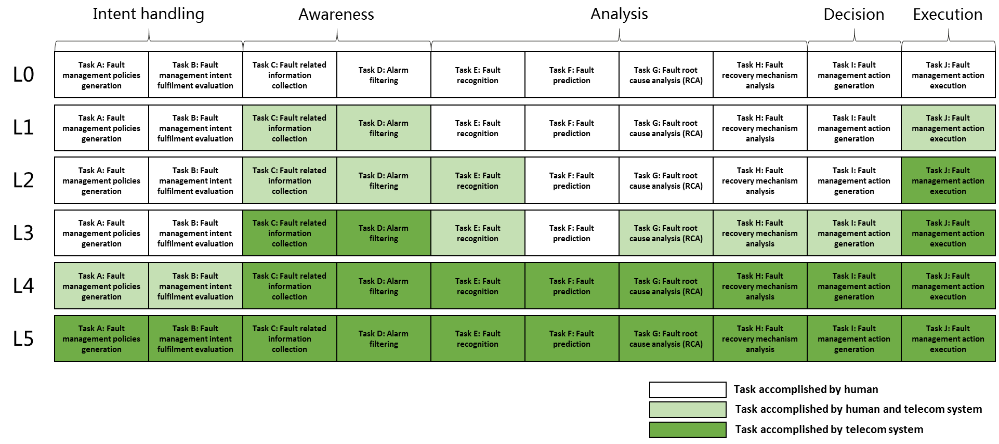 Intent handling
Awareness
Analysis
Decision
Execution
L0
Task A: Fault
management policies
generation
Task B: Fault
management intent
fulfilment evaluation
Task C: Fault related
information
collection
Task D: Alarm
filtering
Task E: Fault
recognition
Task F: Fault
prediction
Task G: Fault root
cause analysis (RCA)
Task H: Fault
recovery mechanism
analysis
Task I: Fault
management action
generation
Task J: Fault
management action
execution
L1
Task A: Fault
management policies
generation
Task B: Fault
management intent
fulfilment evaluation
Task C: Fault related
information
collection
Task D: Alarm
filtering
Task E: Fault
recognition
Task F: Fault
prediction
Task G: Fault root
cause analysis (RCA)
Task H: Fault
recovery mechanism
analysis
Task I: Fault
management action
generation
Task J: Fault
management action
execution
L2
Task A: Fault
management policies
generation
Task B: Fault
management intent
fulfilment evaluation
Task C: Fault related
information
collection
Task D: Alarm
filtering
Task E: Fault
recognition
Task F: Fault
prediction
Task G: Fault root
cause analysis (RCA)
Task H: Fault
recovery mechanism
analysis
Task I: Fault
management action
generation
Task J: Fault
management action
execution
L3
Task A: Fault
management policies
generation
Task B: Fault
management intent
fulfilment evaluation
Task C: Fault related
information
collection
Task D: Alarm
filtering
Task E: Fault
recognition
Task F: Fault
prediction
Task G: Fault root
cause analysis (RCA)
Task H: Fault
recovery mechanism
analysis
Task I: Fault
management action
generation
Task J: Fault
management action
execution
L4
Task A: Fault
management policies
generation
Task B: Fault
management intent
fulfilment evaluation
Task C: Fault related
information
collection
Task D: Alarm
filtering
Task E: Fault
recognition
Task F: Fault
prediction
Task G: Fault root
cause analysis (RCA)
Task H: Fault
recovery mechanism
analysis
Task I: Fault
management action
generation
Task J: Fault
management action
execution
L5
Task A: Fault
management policies
generation
Task B: Fault
management intent
fulfilment evaluation
Task C: Fault related
information
collection
Task D: Alarm
filtering
Task E: Fault
recognition
Task F: Fault
prediction
Task G: Fault root
cause analysis (RCA)
Task H: Fault
recovery mechanism
analysis
Task I: Fault
management action
generation
Task J: Fault
management action
execution
Task accomplished by human
Task accomplished by human and telecom system
Task accomplished by telecom system